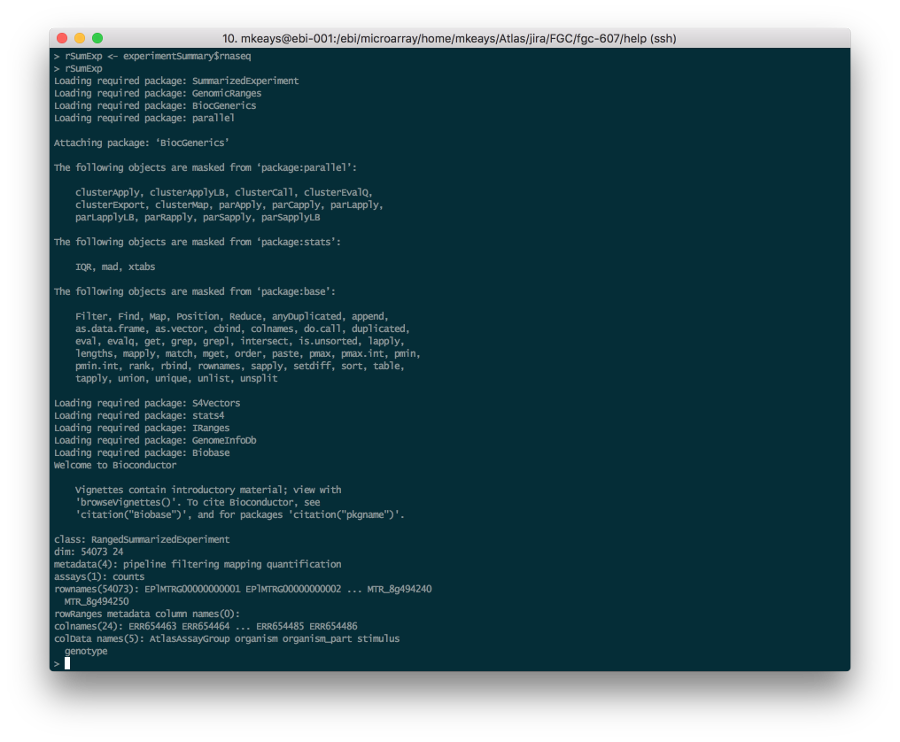 10. mkeays@ebi-001:/ebi/microarray/home/mkeays/Atlas/jira/FGC/fgc-607/help (ssh)
> rSumExp <- experimentSummary$rnaseq
> rSumExp
Loading required package: SummarizedExperiment
Loading required package: GenomicRanges
Loading required package: BiocGenerics
Loading required package: parallel
Attaching package: ‘BiocGenerics’
The following objects are masked from ‘package:parallel’:
clusterApply, clusterApplyLB, clusterCall, clusterEvalQ,
clusterExport, clusterMap, parApply, parCapply, parLapply,
parLapplyLB, parRapply, parSapply, parSapplyLB
The following objects are masked from ‘package:stats’:
IQR, mad, xtabs
The following objects are masked from ‘package:base’:
Filter, Find, Map, Position, Reduce, anyDuplicated, append,
as.data.frame, as.vector, cbind, colnames, do.call, duplicated,
eval, evalq, get, grep, grepl, intersect, is.unsorted, lapply,
lengths, mapply, match, mget, order, paste, pmax, pmax.int, pmin,
pmin.int, rank, rbind, rownames, sapply, setdiff, sort, table,
tapply, union, unique, unlist, unsplit
Loading required package: S4Vectors
Loading required package: stats4
Loading required package: IRanges
Loading required package: GenomeInfoDb
Loading required package: Biobase
Welcome to Bioconductor
Vignettes contain introductory material; view with
'browseVignettes()'. To cite Bioconductor, see
'citation("Biobase")', and for packages 'citation("pkgname")'.
class: RangedSummarizedExperiment
dim: 54073 24
metadata(4): pipeline filtering mapping quantification
assays(1): counts
rownames(54073): EPlMTRG00000000001 EPlMTRG00000000002 ... MTR_8g494240
MTR_8g494250
rowRanges metadata column names(0):
colnames(24): ERR654463 ERR654464 ... ERR654485 ERR654486
colData names(5): AtlasAssayGroup organism organism_part stimulus
genotype
>